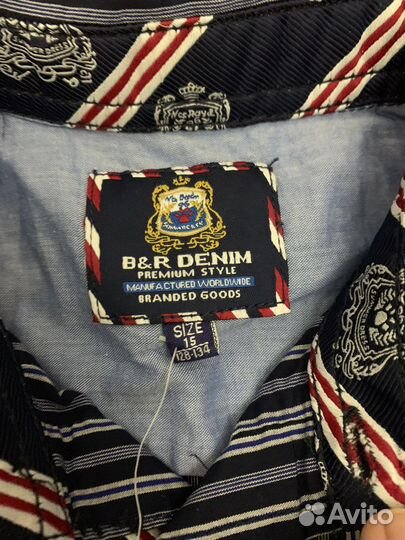 B&R DENIM
PREMIUM STYLE
MANUFACTURED WORLDWIDE
BRANDED GOODS
SIZE
15
128-134
Avito